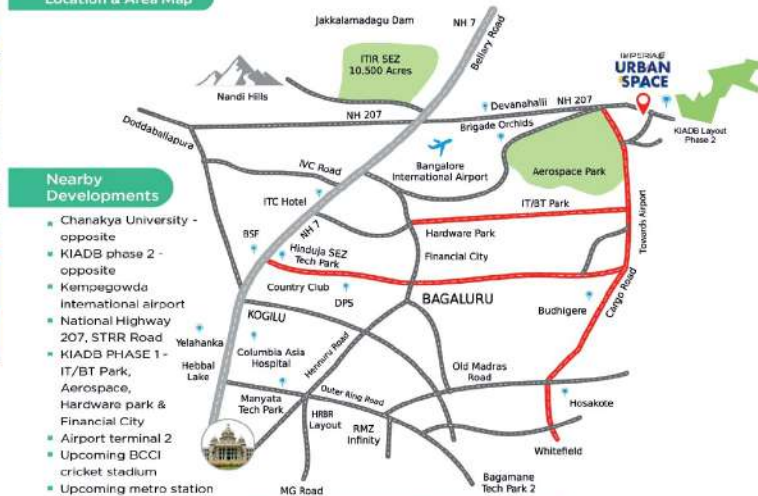 Location & Area Map
Jakkalamadagu Dam
NH 7
Bellary Road
ITIR SEZ
10.500 Acres
IMPERIAL
URBAN
SPACE
Nandi Hills
Devanahalli
NH 207
NH 207
KIADB Layout
Phase 2
Doddaballapura
Brigade Orchids
IVC Road
Bangalore
International Airport
Aerospace Park
Nearby
Developments
ITC Hotel
IT/BT Park
Towards Airport
NH 7
Hardware Park
Financial City
BSF
Hinduja SEZ
Tech Park
Country Club
DPS
BAGALURU
Budhigere
Cargo Road
KOGILU
Yelahanka
Hebbal
Lake
Columbia Asia
Hospital
Hennuru Road
Old Madras
Road
Manyata
Tech Park
Outer Ring Road
HRBR
Layout
RMZ
Infinity
Hosakote
Whitefield
MG Road
Bagamane
Tech Park 2
Chanakya University -
opposite
KIADB phase 2 -
opposite
Kempegowda
international airport
National Highway
207, STRR Road
KIADB PHASE 1 -
IT/BT Park,
Aerospace,
Hardware park &
Financial City
Airport terminal 2
Upcoming BCCI
cricket stadium
Upcoming metro station